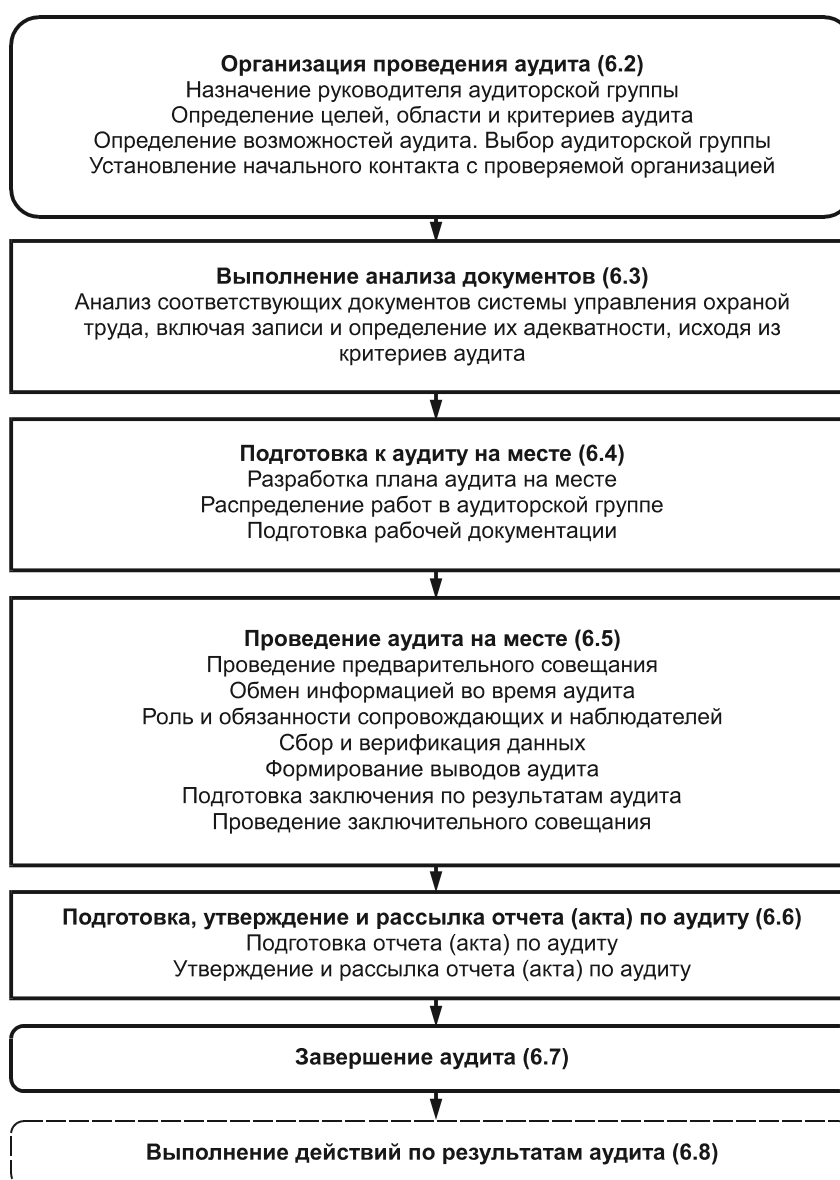 Организация проведения аудита (6.2)
Назначение руководителя аудиторской группы
Определение целей, области и критериев аудита
Определение возможностей аудита. Выбор аудиторской группы
Установление начального контакта с проверяемой организацией
Выполнение анализа документов (6.3)
Анализ соответствующих документов системы управления охраной
труда, включая записи и определение их адекватности, исходя из
критериев аудита
Подготовка к аудиту на месте (6.4)
Разработка плана аудита на месте
Распределение работ в аудиторской группе
Подготовка рабочей документации
Проведение аудита на месте (6.5)
Проведение предварительного совещания
Обмен информацией во время аудита
Роль и обязанности сопровождающих и наблюдателей
Сбор и верификация данных
Формирование выводов аудита
Подготовка заключения по результатам аудита
Проведение заключительного совещания
Подготовка, утверждение и рассылка отчета (акта) по аудиту (6.6)
Подготовка отчета (акта) по аудиту
Утверждение и рассылка отчета (акта) по аудиту
Завершение аудита (6.7)
Выполнение действий по результатам аудита (6.8)